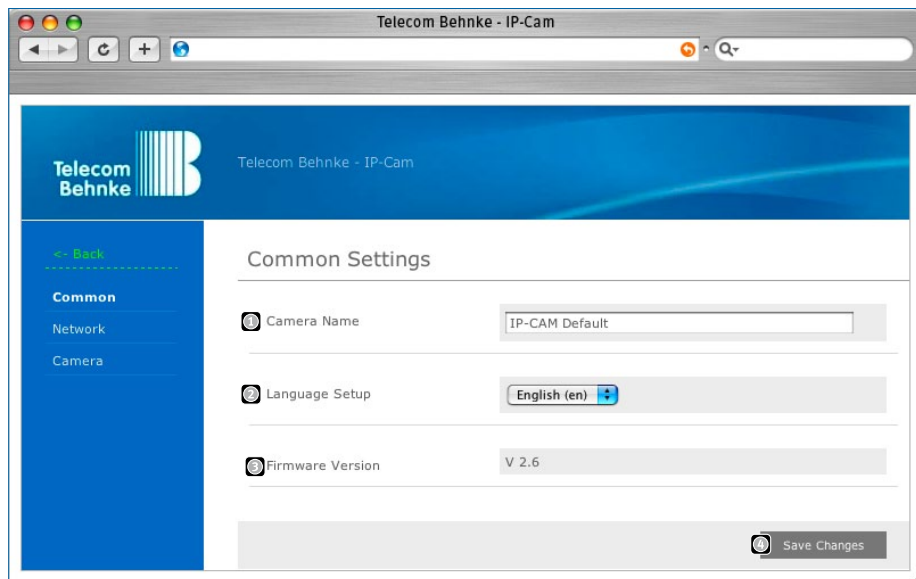 Telecom Behnke - IP-Cam
Telecom
Behnke
Telecom Behnke - IP-Cam
<- Back
Common
Network
Camera
Common Settings
1 Camera Name
IP-CAM Default
2 Language Setup
English (en)
3 Firmware Version
V 2.6
4 Save Changes